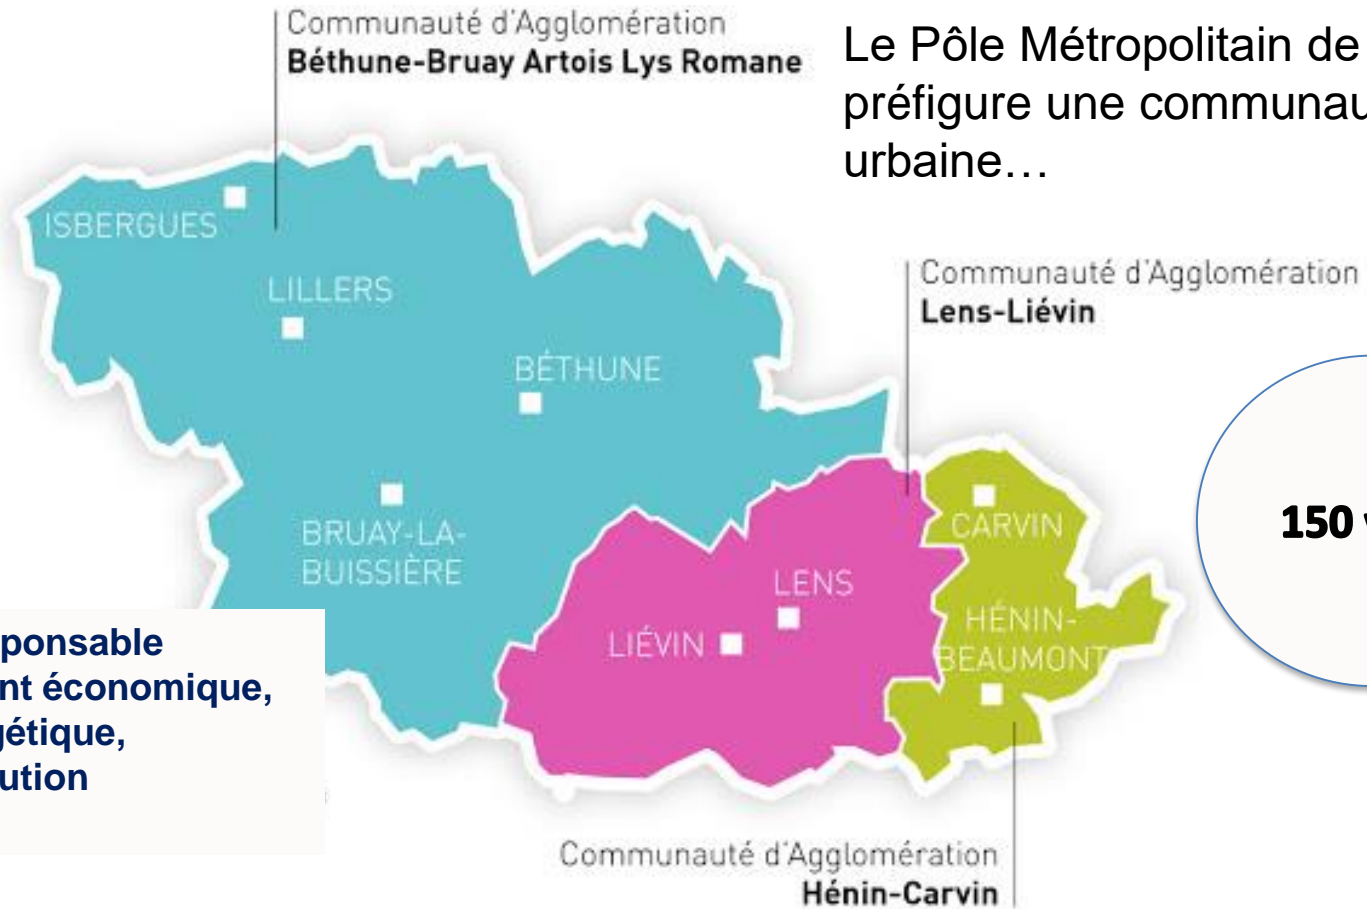 Communauté d'Agglomération
Béthune-Bruay Artois Lys Romane
Le Pôle Métropolitain de
préfigure une communau
urbaine…
ISBERGUES
LILLERS
Communauté d'Agglomération
Lens-Liévin
BÉTHUNE
150
BRUAY-LA-
BUISSIÈRE
CARVIN
LENS
LIÉVIN
HÉNIN-
BEAUMONT
ponsable
nt économique,
gétique,
ution
Communauté d'Agglomération
Hénin-Carvin